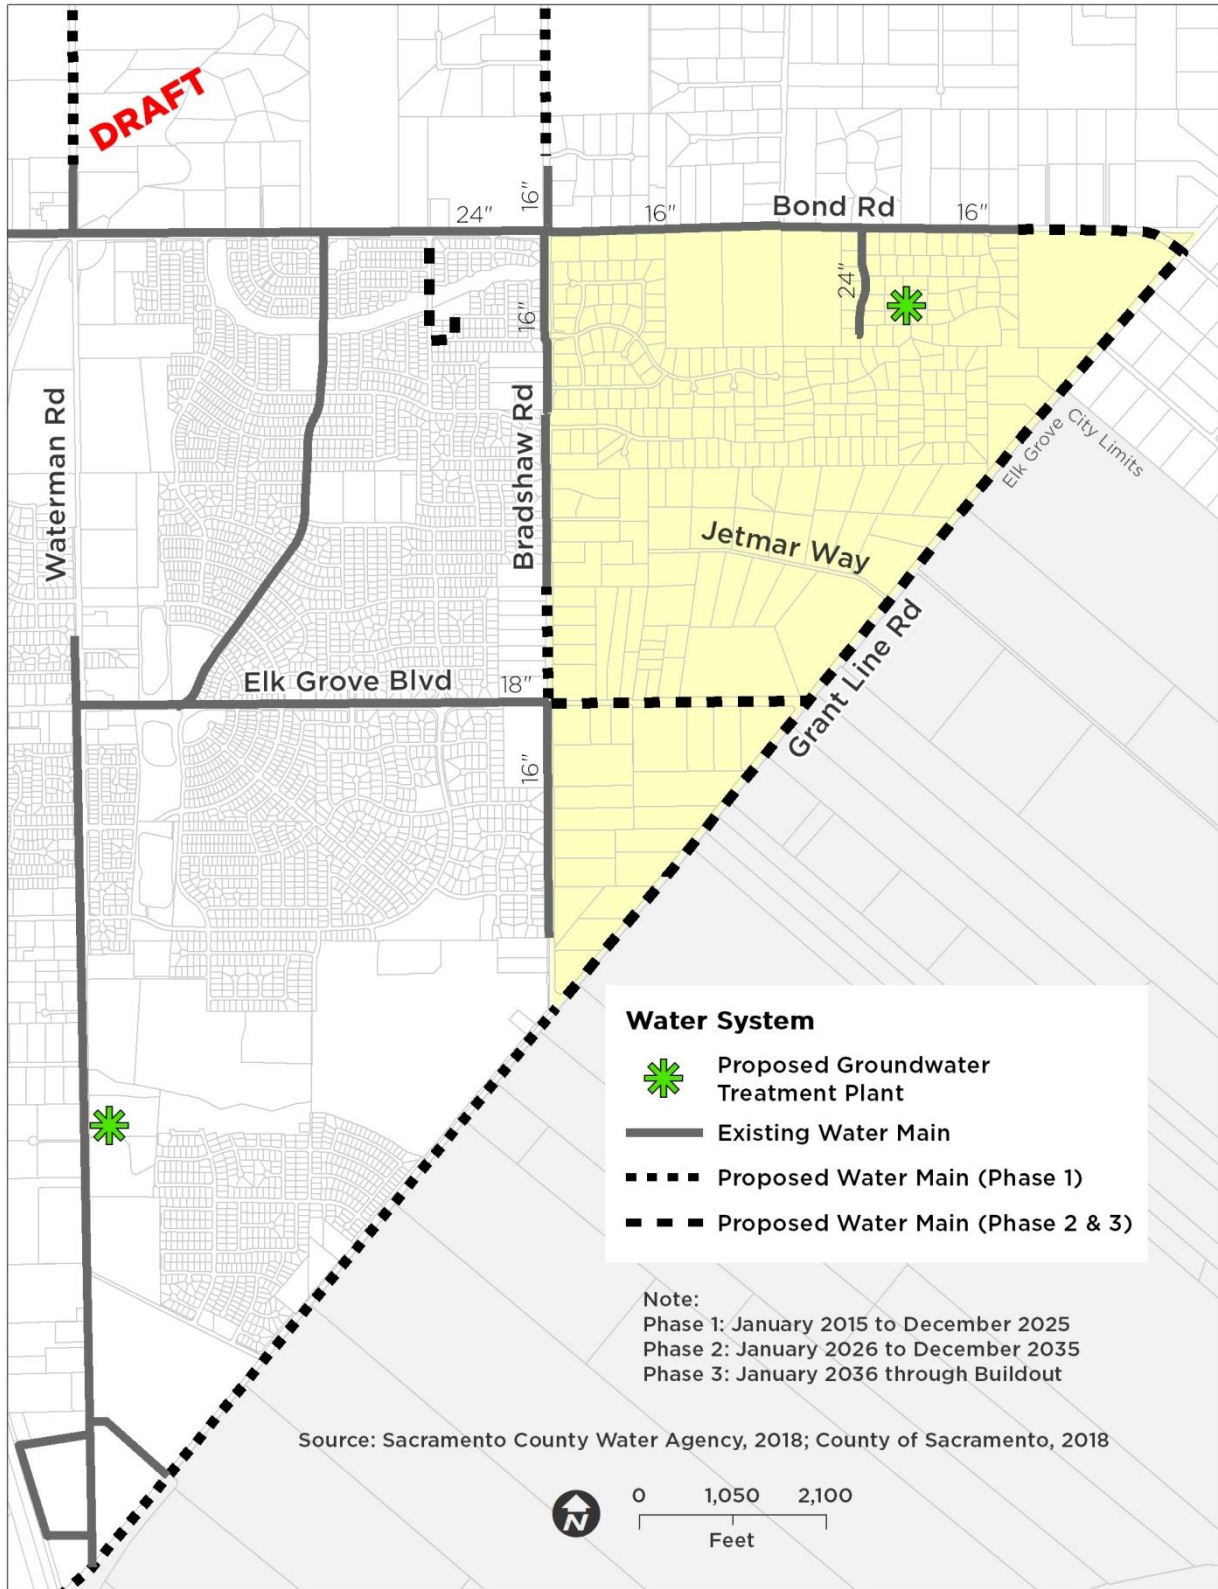 DRAFT
24"
16"
16"
Bond Rd
16"
24"
16"
Waterman Rd
Bradshaw Rd
Elk Grove
City Limits
Jetmar Way
Grant Line Rd
Elk Grove Blvd
18"
16"
Water System
Proposed Groundwater
Treatment Plant
Existing Water Main
Proposed Water Main (Phase 1)
Proposed Water Main (Phase 2 & 3)
Note:
Phase 1: January 2015 to December 2025
Phase 2: January 2026 to December 2035
Phase 3: January 2036 through Buildout
Source: Sacramento County Water Agency, 2018; County of Sacramento, 2018
N
0 1,050 2,100
Feet